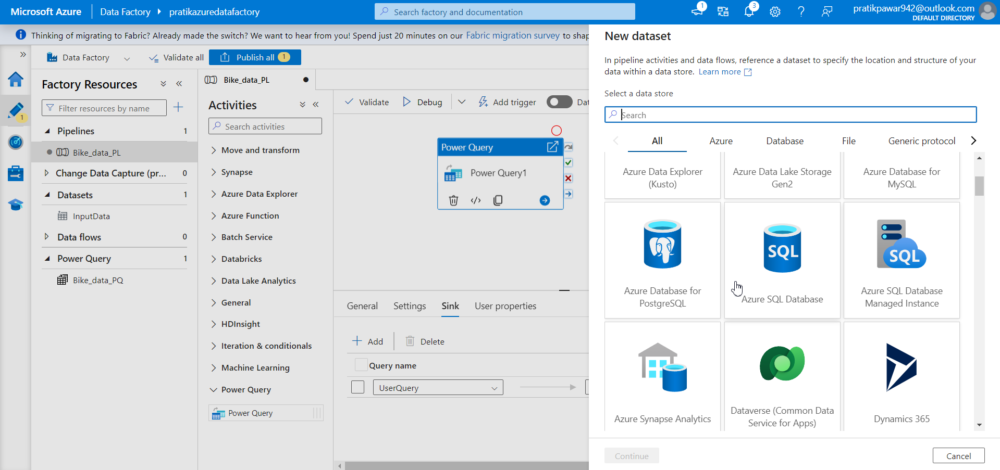 Microsoft Azure
Data Factory
pratikazuredatafactory
Search factory and documentation
1
3
pratikpawar942@outlook.com
DEFAULT DIRECTORY
Thinking of migrating to Fabric? Already made the switch? We want to hear from you! Spend just 20 minutes on our Fabric migration survey to shap
Data Factory
Validate all
Publish all
1
Factory Resources
Filter resources by name
1
Pipelines
1
Bike_data_PL
Change Data Capture (pr...
0
Datasets
1
InputData
Data flows
0
Power Query
1
Bike_data_PQ
Bike_data_PL
Activities
Search activities
Move and transform
Synapse
Azure Data Explorer
Azure Function
Batch Service
Databricks
Data Lake Analytics
General
HDInsight
Iteration & conditionals
Machine Learning
Power Query
Power Query
Validate
Debug
Add trigger
Dat
Power Query
Power Query1
General
Settings
Sink
User properties
Add
Delete
Query name
UserQuery
New dataset
In pipeline activities and data flows, reference a dataset to specify the location and structure of your
data within a data store. Learn more
Select a data store
Search
All
Azure
Database
File
Generic protocol
Azure Data Explorer
(Kusto)
Azure Data Lake Storage
Gen2
Azure Database for
MySQL
SQL
SQL
Azure Database for
PostgreSQL
Azure SQL Database
Azure SQL Database
Managed Instance
Azure Synapse Analytics
Dataverse (Common Data
Service for Apps)
Dynamics 365
Continue
Cancel